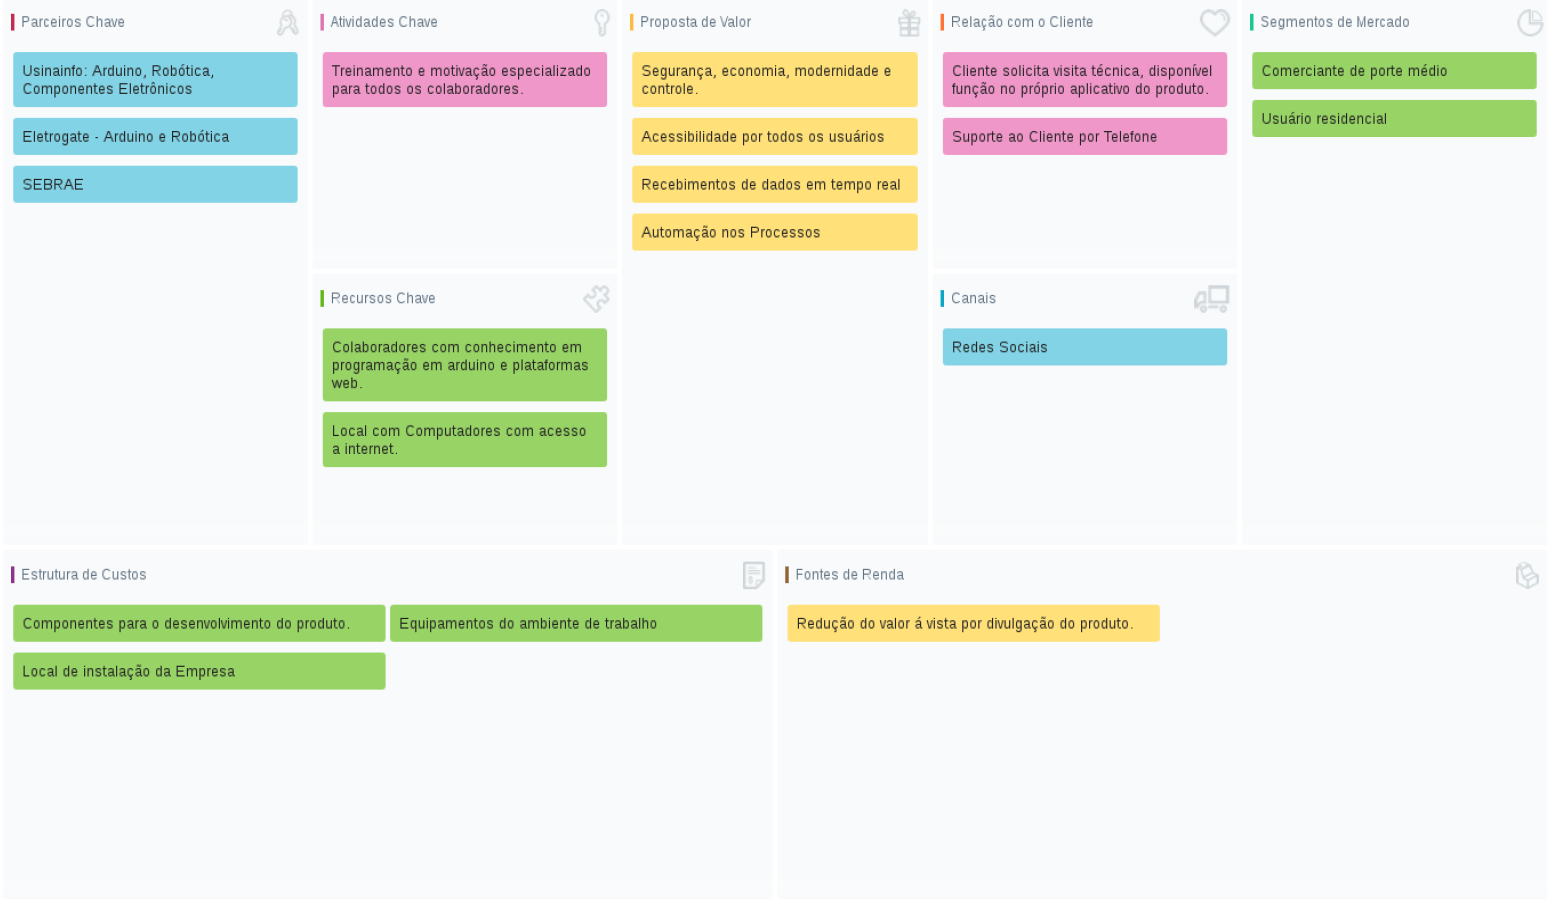 Parceiros Chave
Usinainfo: Arduino, Robótica,
Componentes Eletrônicos
Eletrogate - Arduino e Robótica
SEBRAE
Atividades Chave
Treinamento e motivação especializado
para todos os colaboradores.
Recursos Chave
Colaboradores com conhecimento em
programação em arduino e plataformas
web.
Local com Computadores com acesso
a internet.
Proposta de Valor
Segurança, economia, modernidade e
controle.
Acessibilidade por todos os usuários
Recebimentos de dados em tempo real
Automação nos Processos
Relação com o Cliente
Cliente solicita visita técnica, disponível
função no próprio aplicativo do produto.
Suporte ao Cliente por Telefone
Canais
Redes Sociais
Segmentos de Mercado
Comerciante de porte médio
Usuário residencial
Estrutura de Custos
Componentes para o desenvolvimento do produto.
Equipamentos do ambiente de trabalho
Local de instalação da Empresa
Fontes de Renda
Redução do valor á vista por divulgação do produto.